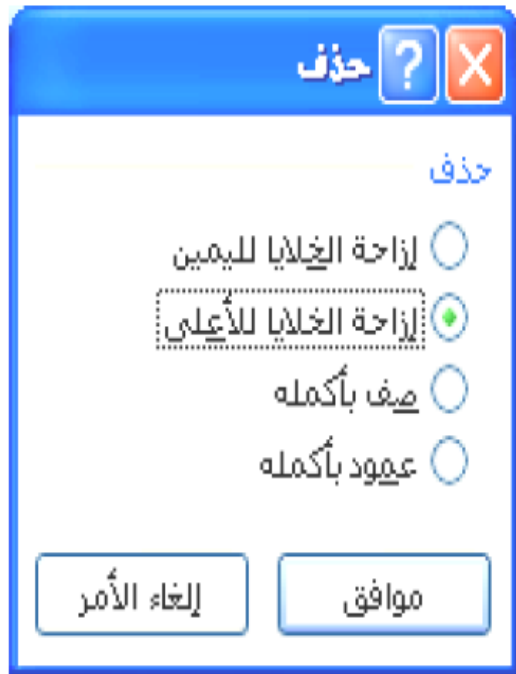 حذف
حذف
إزاحة الخلايا لليمين
إزاحة الخلايا للأعلى
صف بأكمله
عمود بأكمله
موافق
إلغاء الأمر